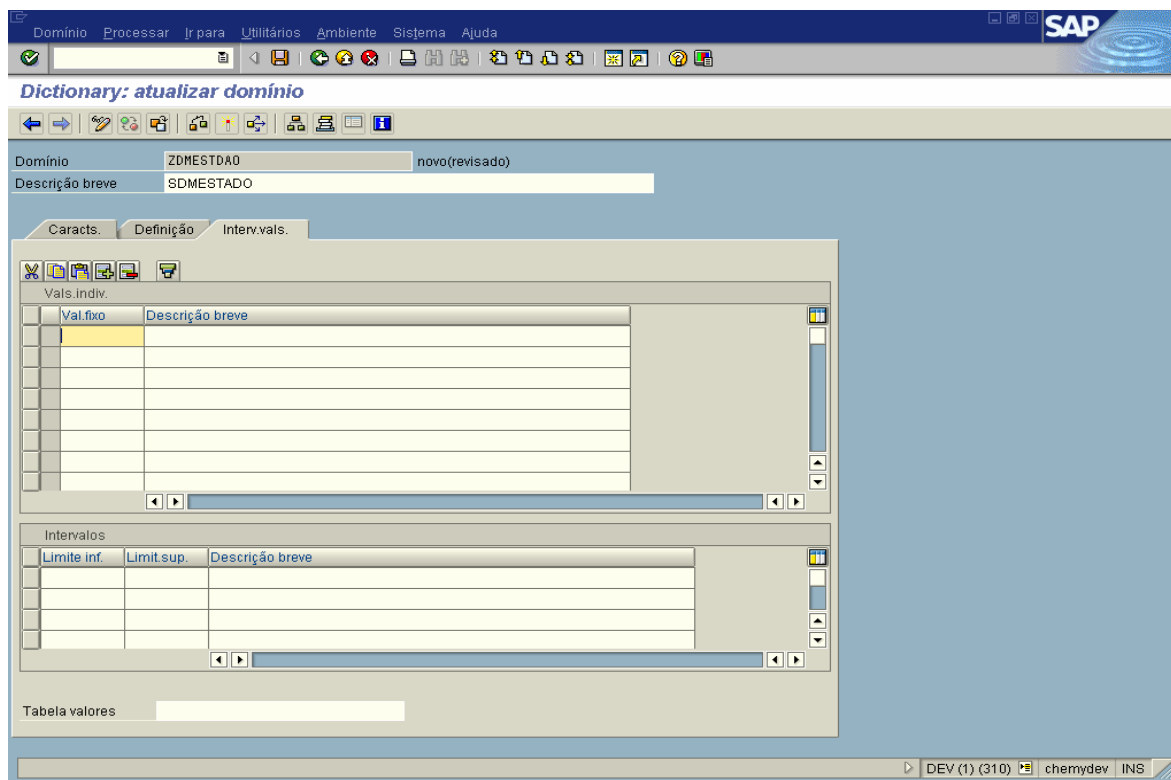 Domínio Processar Ir para Utilitários Ambiente Sistema Ajuda
SAP
Dictionary: atualizar domínio
Domínio ZDMESTDAO novo(revisado)
Descrição breve SDMESTADO
Caracts. Definição Interv.vals.
Vals.indiv.
Val.fixo Descrição breve
Intervalos
Limite inf. Limit.sup. Descrição breve
Tabela valores
DEV (1) (310) chemydev INS